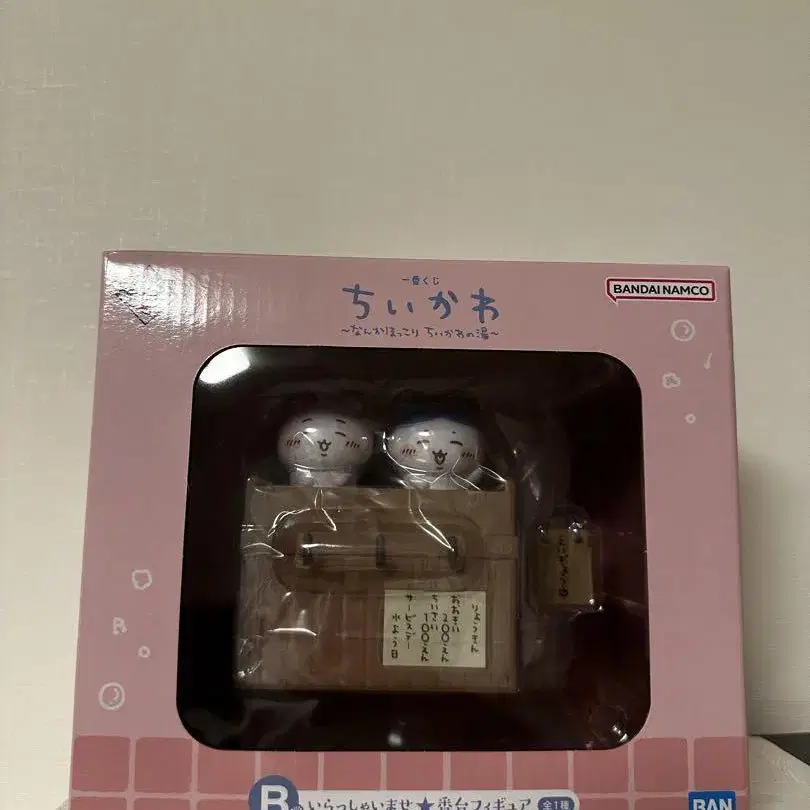 一番くじ
ちいかわ
～なんかほっこり ちいかわの湯～
BANDAI NAMCO
りょうきん
おおきい
200えん
ちいさい
100えん
サービスデー
水よう日
B
いらっしゃいませ★番台フィギュア 全1種
BAN